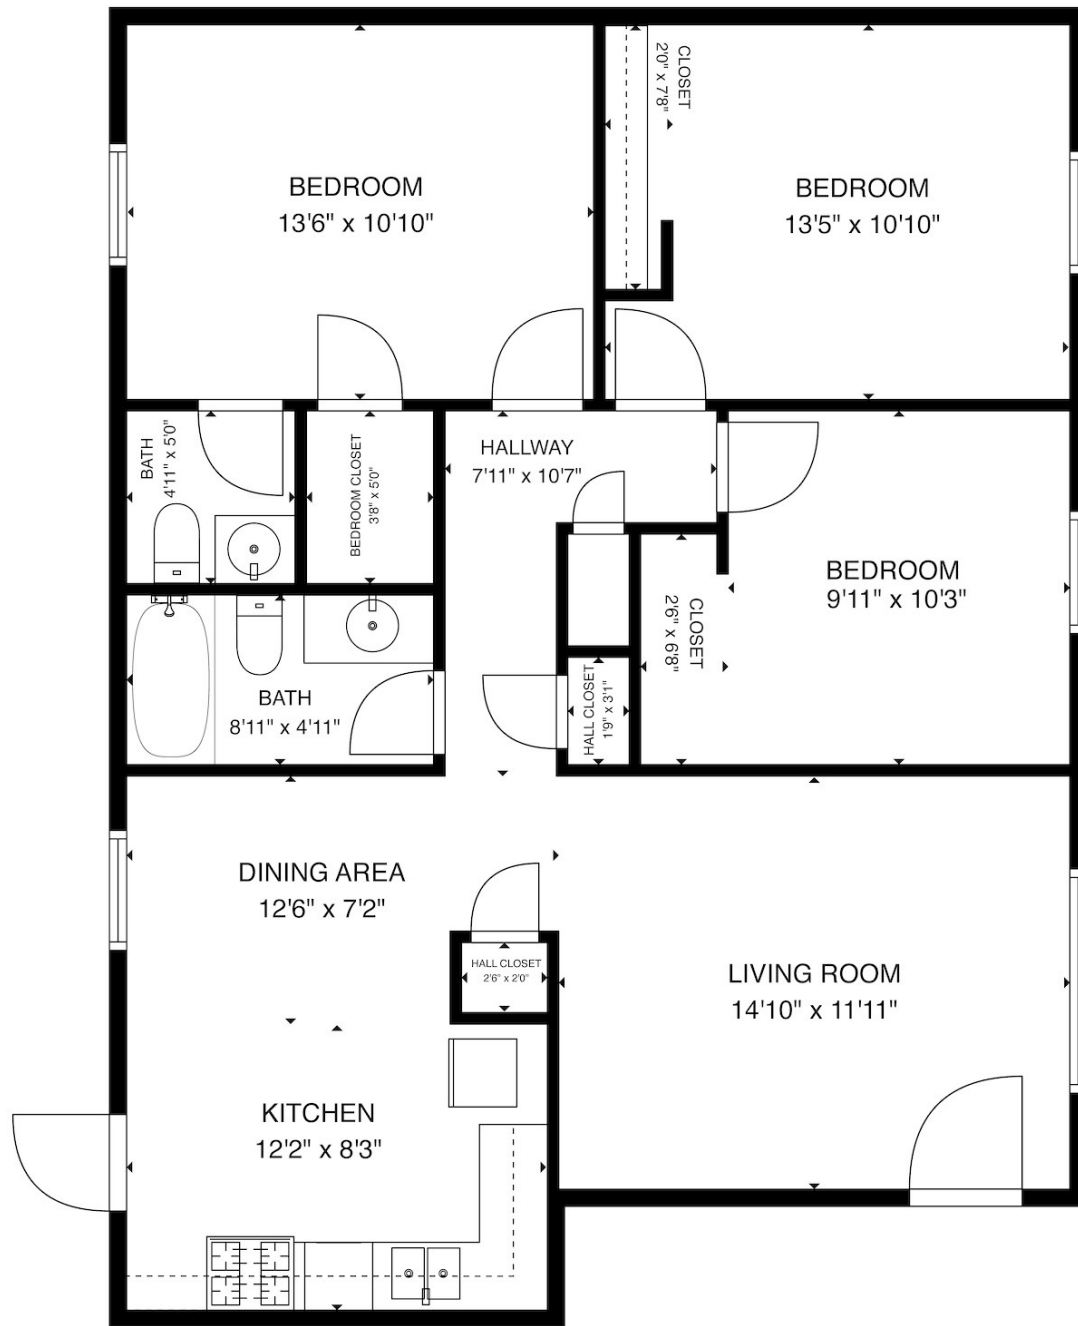 BEDROOM
13'6" x 10'10"
CLOSET
2'0" x 7'8"
BEDROOM
13'5" x 10'10"
BATH
4'11" x 5'0"
BEDROOM CLOSET
3'8" x 5'0"
HALLWAY
7'11" x 10'7"
BEDROOM
9'11" x 10'3"
CLOSET
2'6" x 6'8"
BATH
8'11" x 4'11"
HALL CLOSET
1'9" x 3'1"
DINING AREA
12'6" x 7'2"
HALL CLOSET
2'6" x 2'0"
LIVING ROOM
14'10" x 11'11"
KITCHEN
12'2" x 8'3"